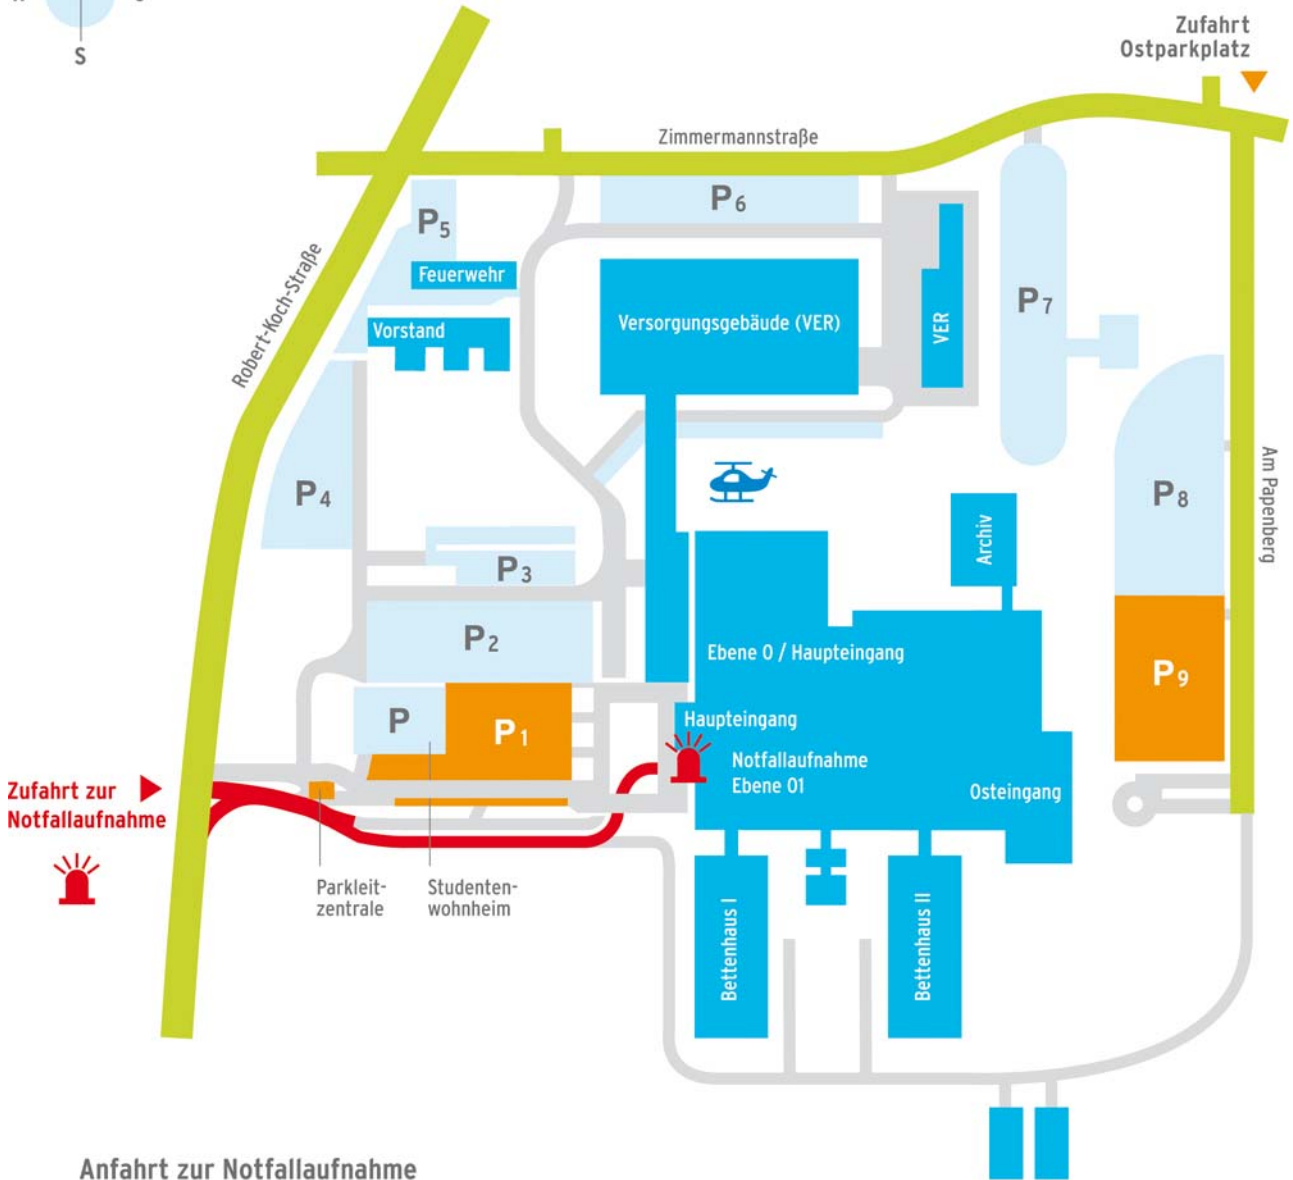 S
Zufahrt
Ostparkplatz
Zimmermannstraße
P6
P5
Feuerwehr
Robert-Koch-Straße
Vorstand
Versorgungsgebäude (VER)
VER
P7
Am Papenberg
P4
P8
Archiv
P3
P2
Ebene 0 / Haupteingang
P9
P
P1
Haupteingang
Notfallaufnahme
Ebene 01
Osteingang
Zufahrt zur
Notfallaufnahme
Parkleit-
zentrale
Studenten-
wohnheim
Bettenhaus I
Bettenhaus II
Anfahrt zur Notfallaufnahme